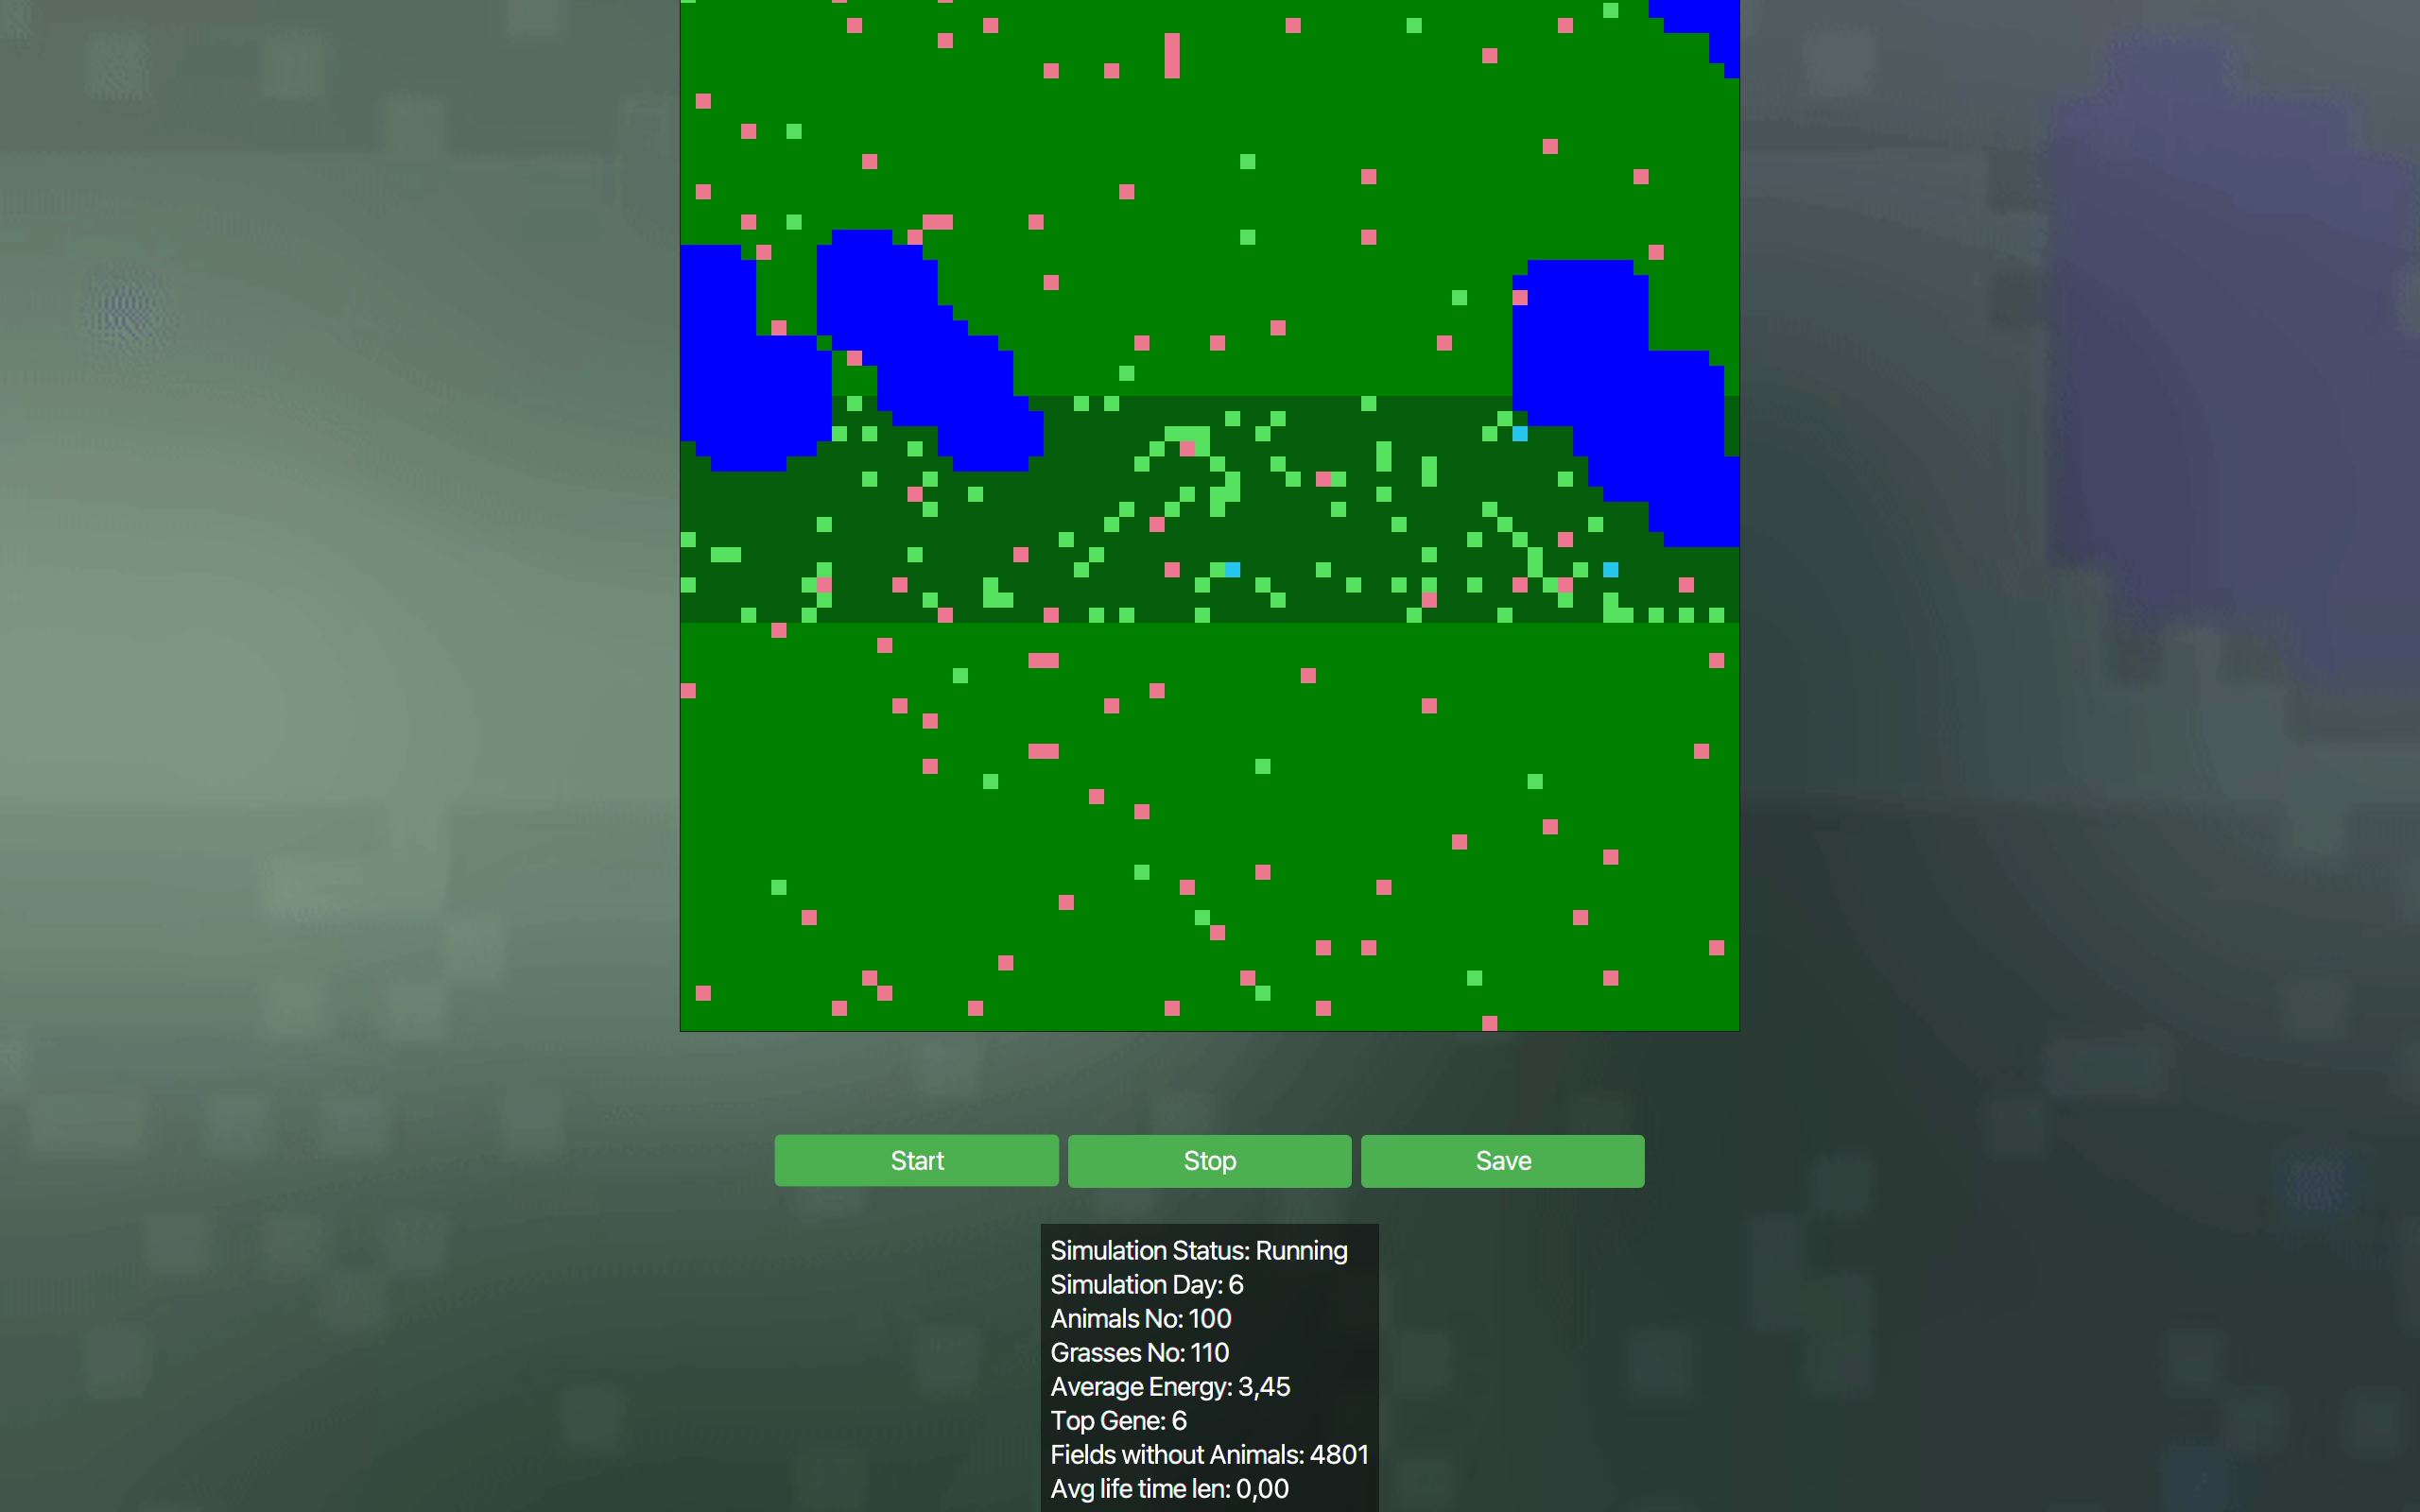 Start
Stop
Save
Simulation Status: Running
Simulation Day: 6
Animals No: 100
Grasses No: 110
Average Energy: 3,45
Top Gene: 6
Fields without Animals: 4801
Avg life time len: 0,00